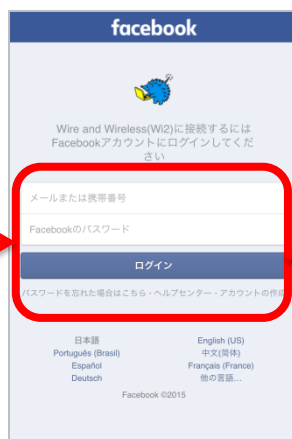 facebook
Wire and Wireless(Wi2)に接続するには
Facebookアカウントにログインしてくだ
さい
メールまたは携帯番号
Facebookのパスワード
ログイン
パスワードを忘れた場合はこちら・ヘルプセンター・アカウントの作成
日本語
English (US)
Português (Brasil)
中文(简体)
Español
Français (France)
Deutsch
他の言語...
Facebook ©2015